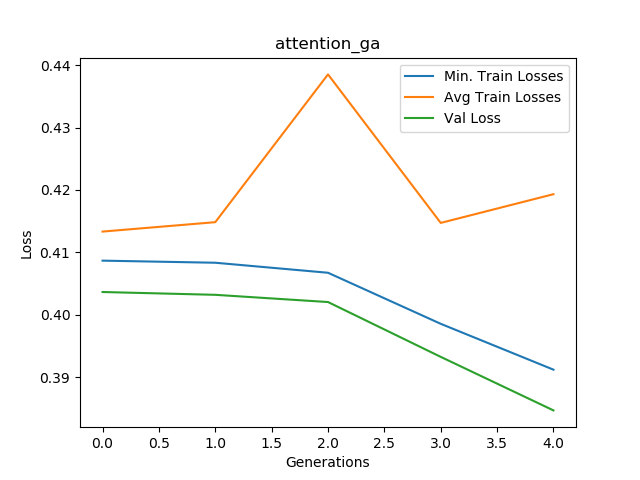 attention_ga
0.44
0.43
0.42
0.41
0.40
0.39
Loss
Min. Train Losses
Avg Train Losses
Val Loss
0.0 0.5 1.0 1.5 2.0 2.5 3.0 3.5 4.0
Generations